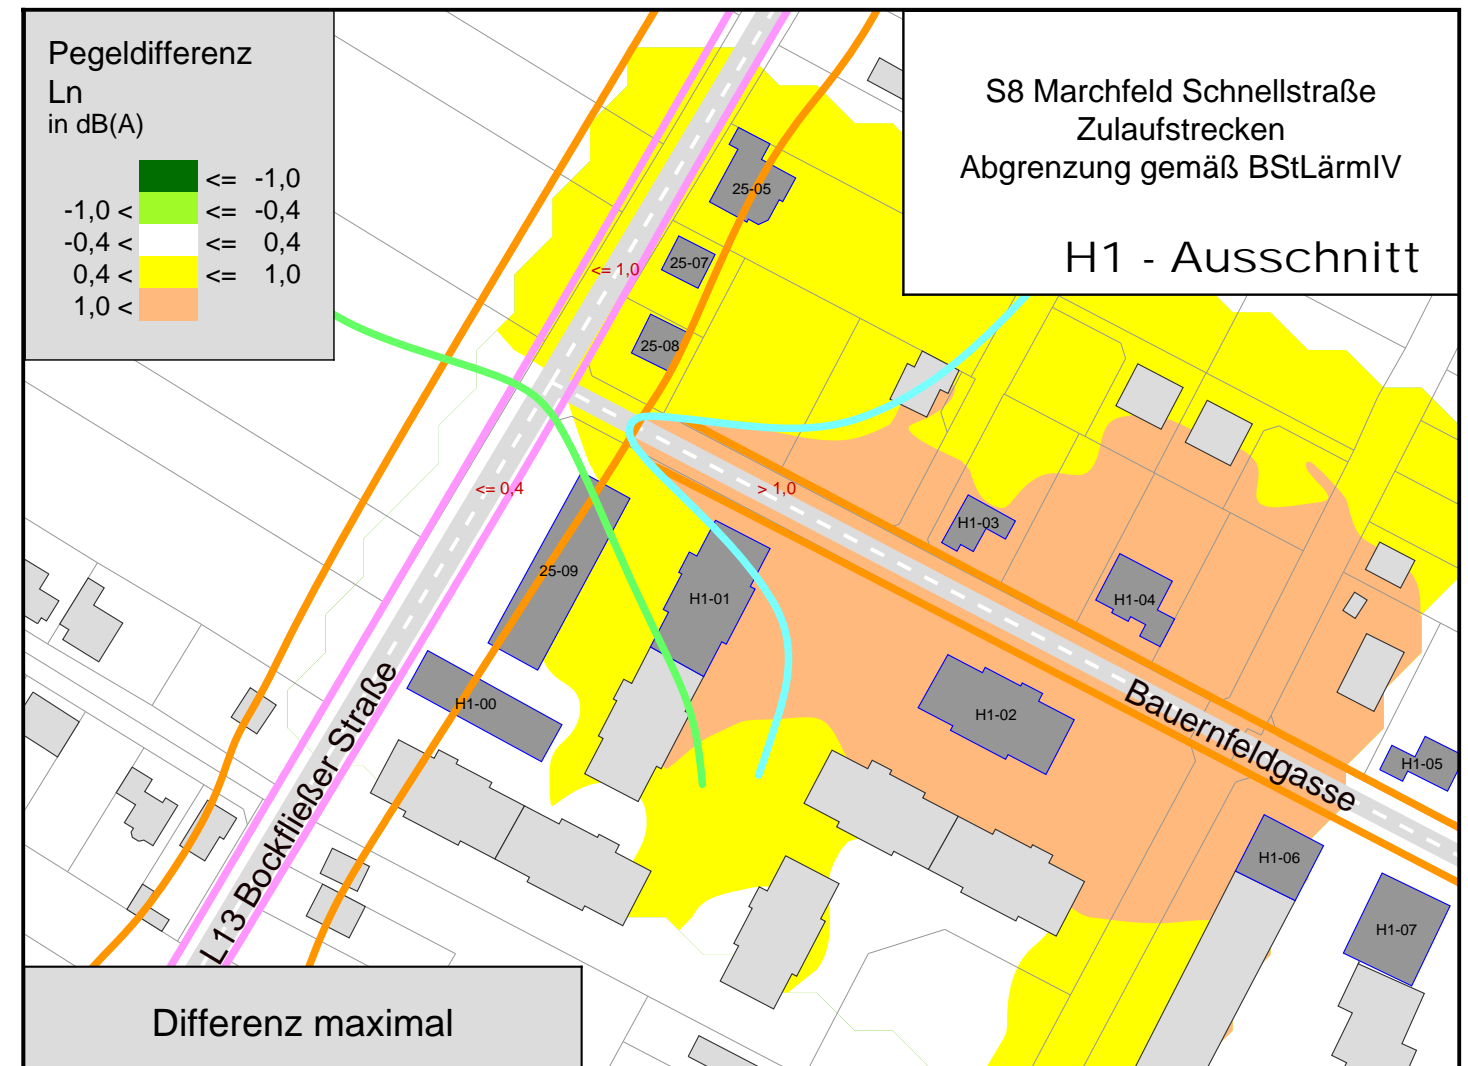 Pegeldifferenz
Ln
in dB(A)
<= -1,0
-1,0 < <= -0,4
-0,4 < <= 0,4
0,4 < <= 1,0
1,0 <
S8 Marchfeld Schnellstraße
Zulaufstrecken
Abgrenzung gemäß BStLärmIV
H1 - Ausschnitt
25-05
25-07
<= 1,0
25-08
<= 0,4
> 1,0
H1-03
25-09
H1-01
H1-04
H1-00
H1-02
Bauernfeldgasse
H1-05
L13 Bockfließer Straße
H1-06
H1-07
Differenz maximal